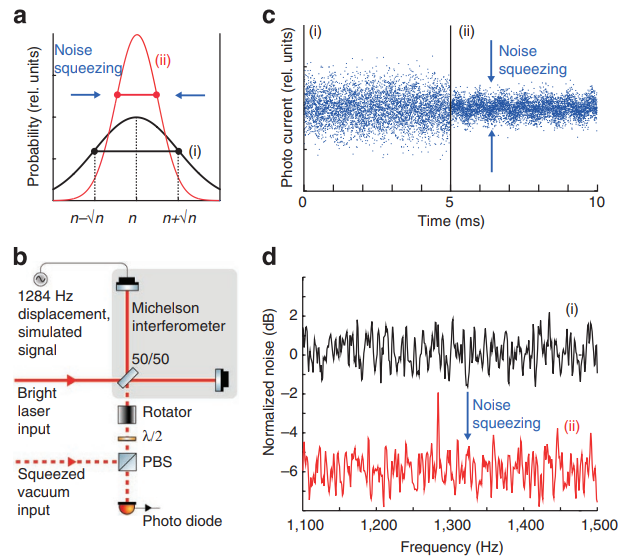 a
Probability (rel. units)
Noise
squeezing
(ii)
(i)
n–√n
n
n+√n
b
1284 Hz
displacement,
simulated
signal
Michelson
interferometer
50/50
Bright
laser
input
Rotator
λ/2
PBS
Squeezed
vacuum
input
Photo diode
c
Photo current (rel. units)
(i)
(ii)
Noise
squeezing
0
5
10
Time (ms)
d
Normalized noise (dB)
2
0
–2
–4
–6
(i)
Noise
squeezing
(ii)
1,100
1,200
1,300
1,400
1,500
Frequency (Hz)